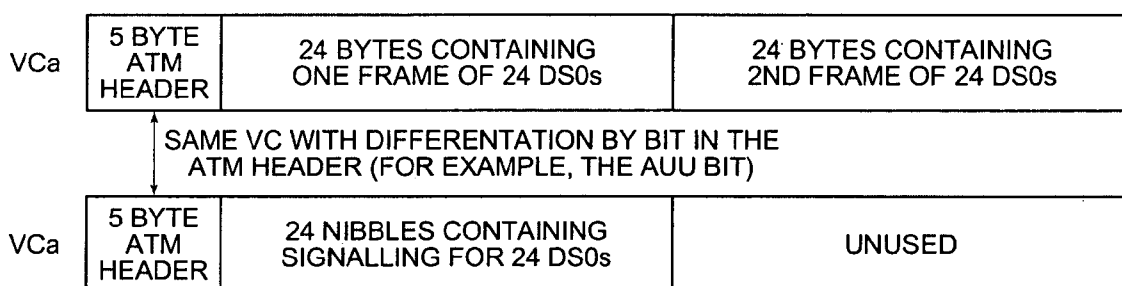 VCa
5 BYTE
ATM
HEADER
24 BYTES CONTAINING
ONE FRAME OF 24 DS0s
24 BYTES CONTAINING
2ND FRAME OF 24 DS0s
SAME VC WITH DIFFERENTATION BY BIT IN THE
ATM HEADER (FOR EXAMPLE, THE AUU BIT)
VCa
5 BYTE
ATM
HEADER
24 NIBBLES CONTAINING
SIGNALLING FOR 24 DS0s
UNUSED